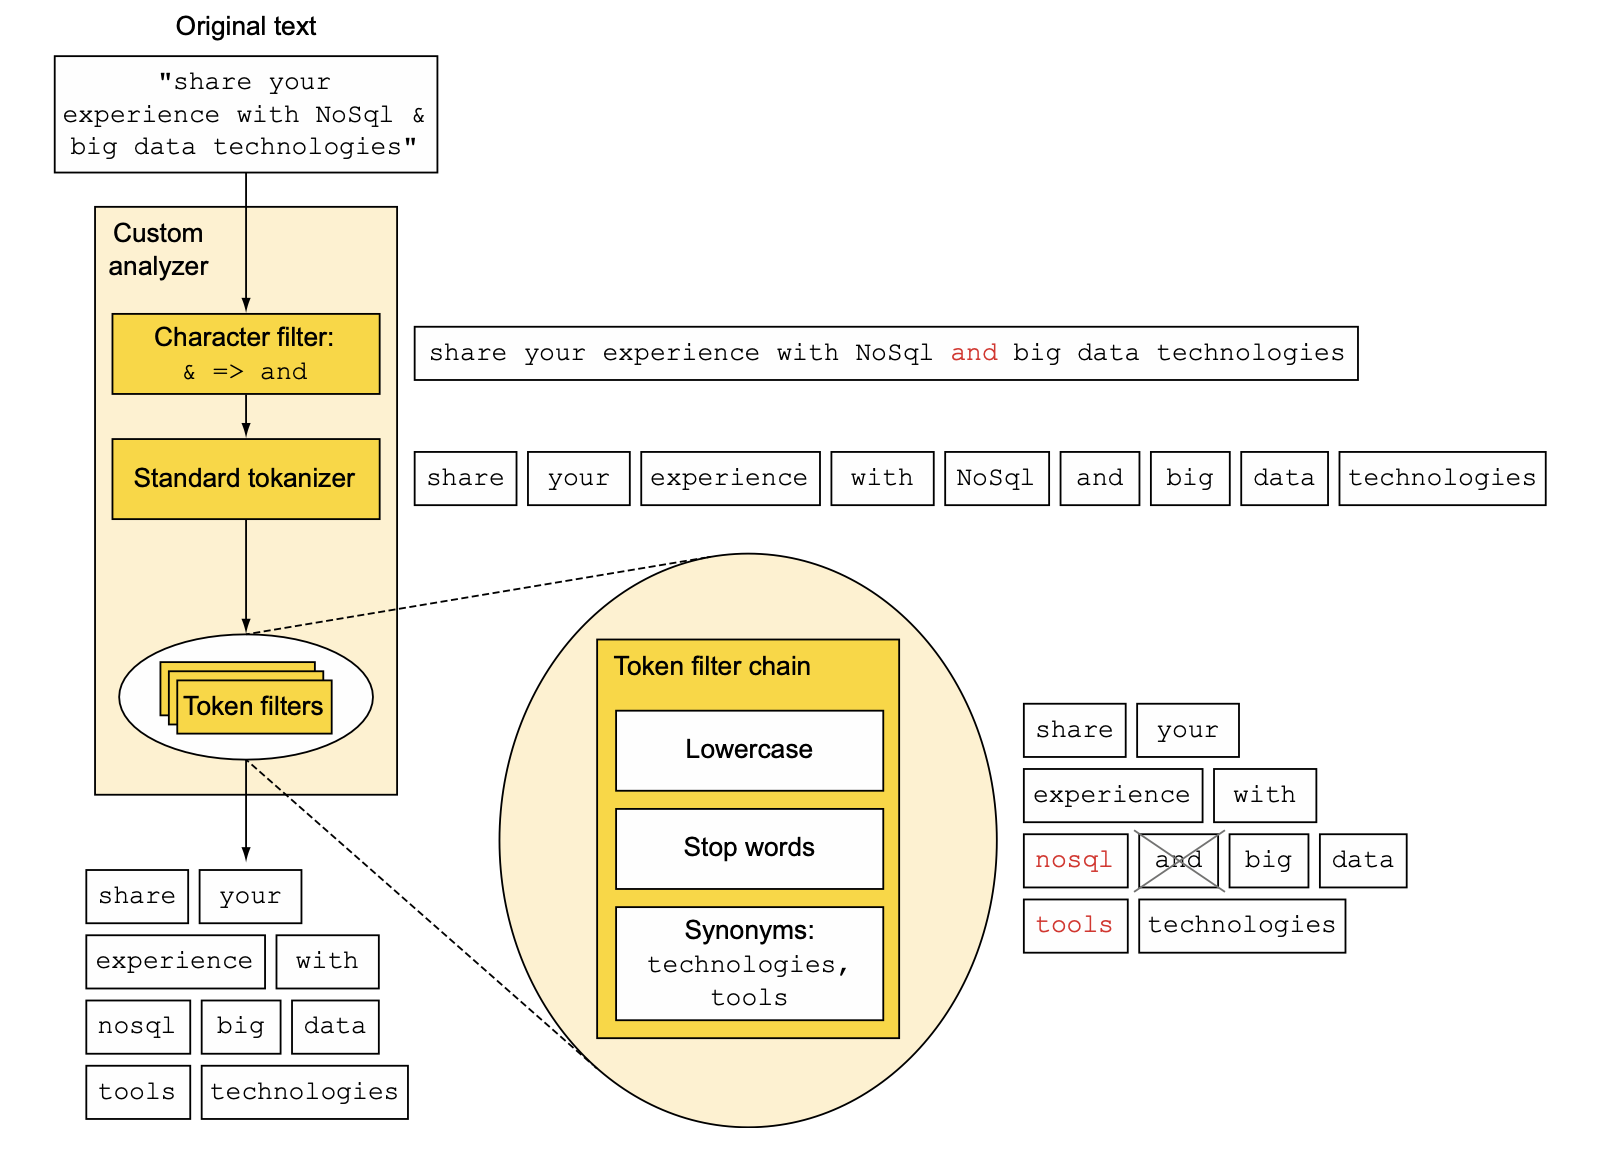 Original text
"share your
experience with NoSql &
big data technologies"
Custom
analyzer
Character filter:
& => and
share your experience with NoSql and big data technologies
Standard tokanizer
share your experience with NoSql and big data technologies
Token filters
Token filter chain
Lowercase
Stop words
Synonyms:
technologies,
tools
share your
experience with
nosql and big data
tools technologies
share your
experience with
nosql big data
tools technologies